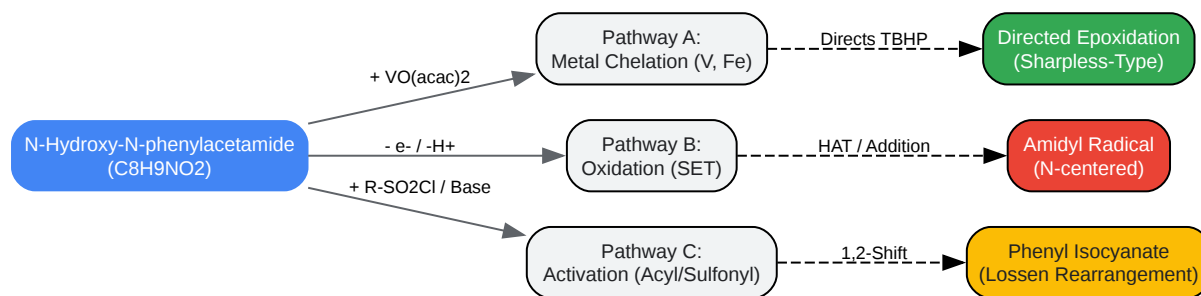 N-Hydroxy-N-phenylacetamide
(C8H9NO2)
+ VO(acac)2
- e- / -H+
+ R-SO2Cl / Base
Pathway A:
Metal Chelation (V, Fe)
Directs TBHP
Directed Epoxidation
(Sharpless-Type)
Pathway B:
Oxidation (SET)
HAT / Addition
Amidyl Radical
(N-centered)
Pathway C:
Activation (Acyl/Sulfonyl)
1,2-Shift
Phenyl Isocyanate
(Lossen Rearrangement)